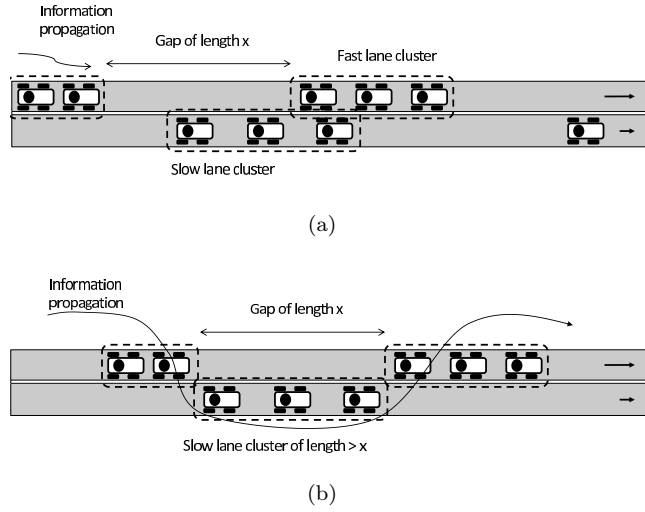 Information
propagation
Gap of length x
Fast lane cluster
Slow lane cluster
(a)
Information
propagation
Gap of length x
Slow lane cluster of length > x
(b)